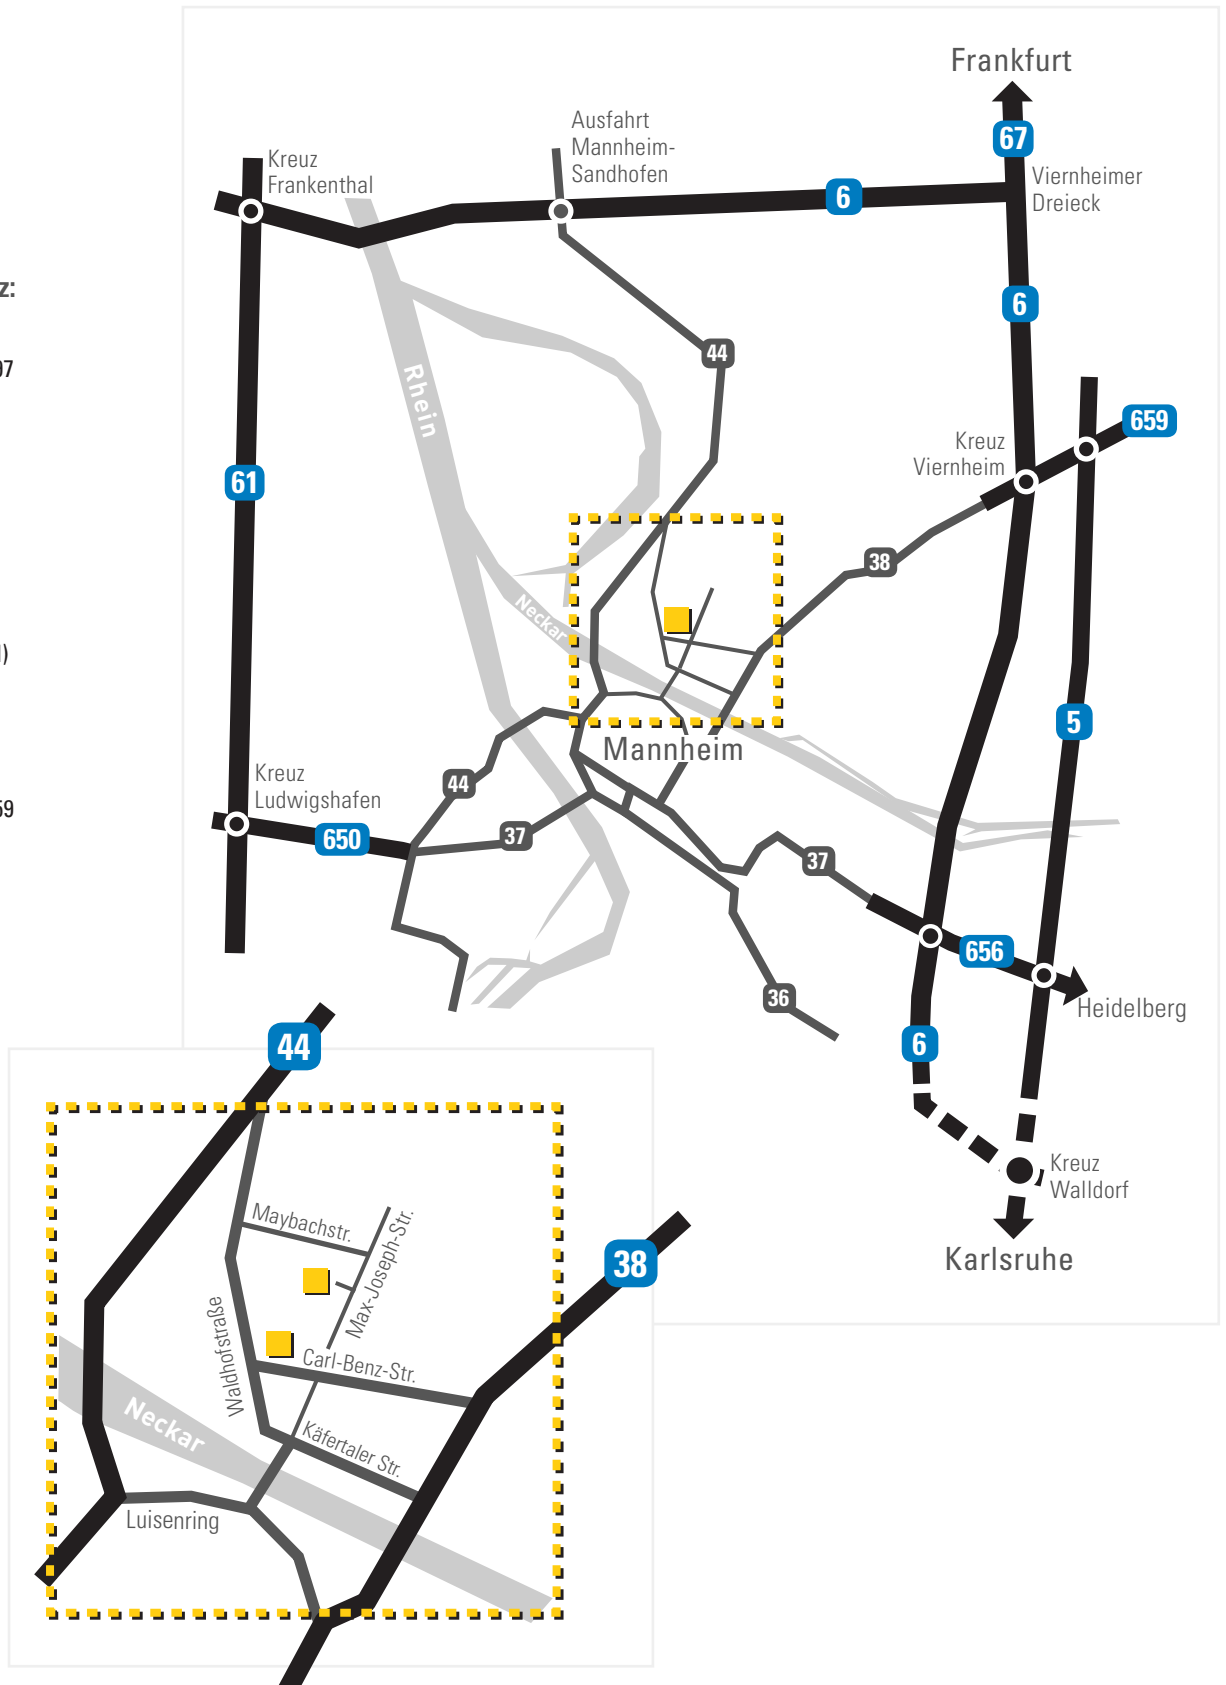 Frankfurt
67
Ausfahrt
Mannheim-
Sandhofen
Kreuz
Frankenthal
Viernheimer
Dreieck
6
z:
6
44
97
Rhein
659
Kreuz
Viernheim
61
38
Neckar
)
5
Mannheim
Kreuz
Ludwigshafen
44
59
650
37
37
656
36
Heidelberg
6
44
Kreuz
Walldorf
Maybachstr.
Max-Joseph-Str.
38
Karlsruhe
Waldhofstraße
Carl-Benz-Str.
Neckar
Käfertaler Str.
Luisenring